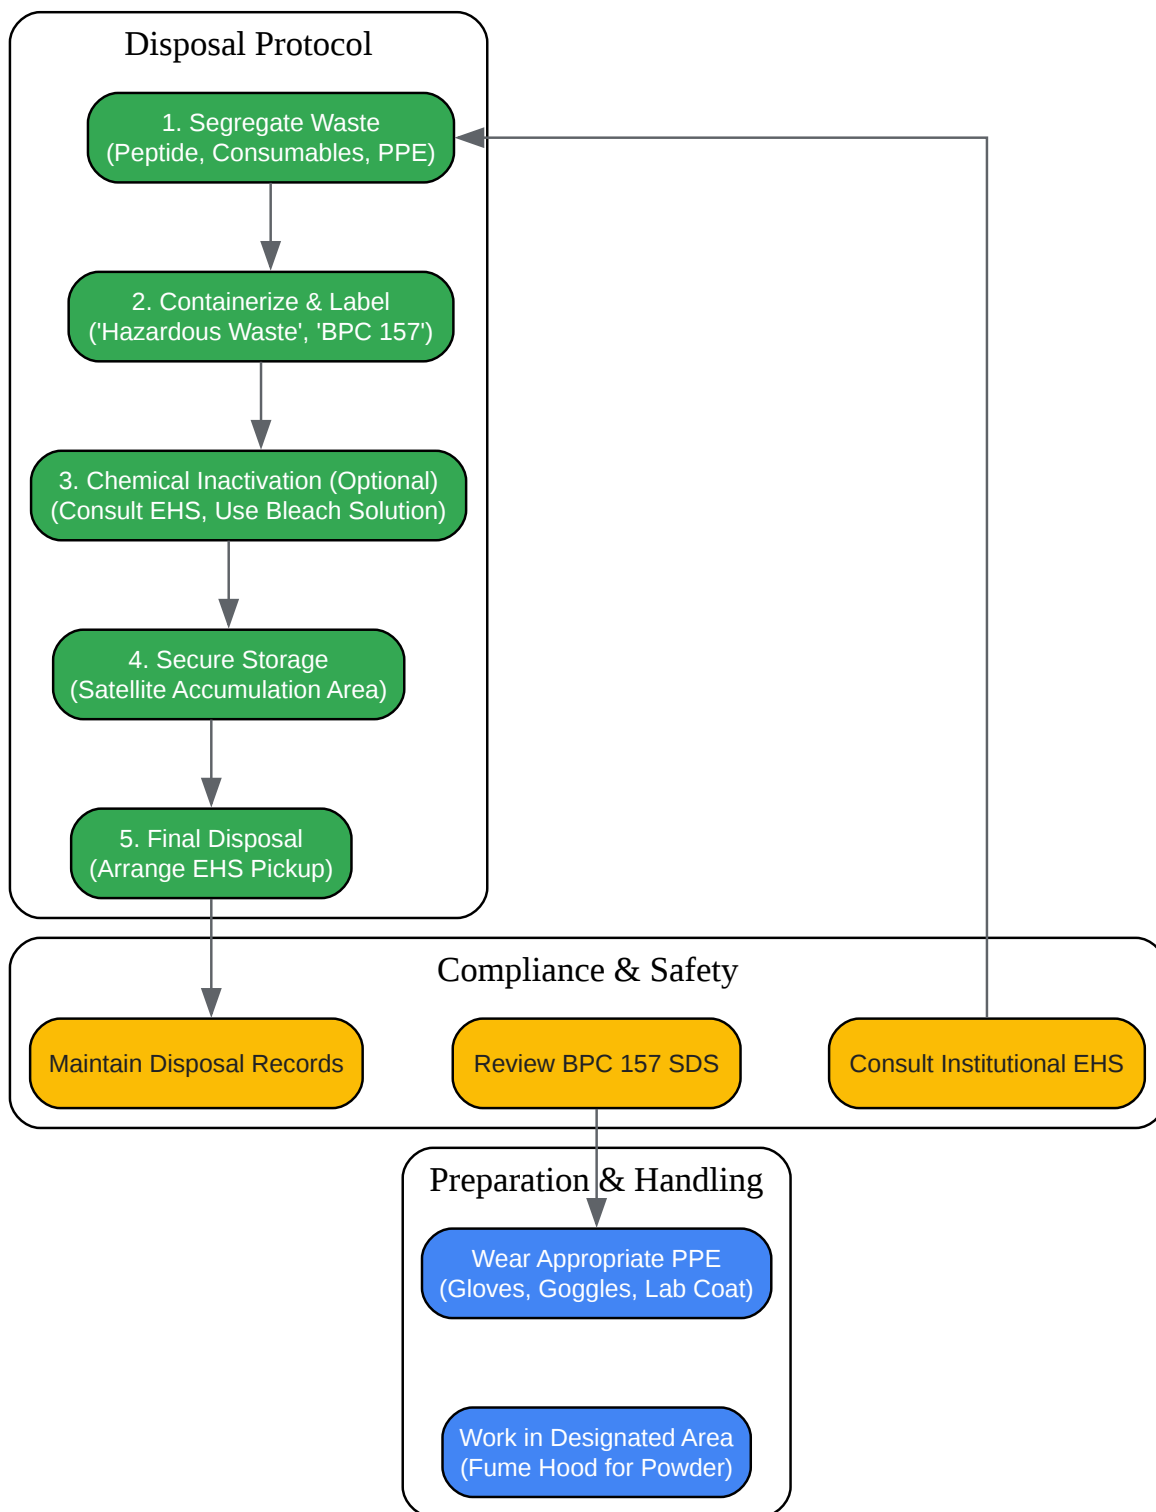 Disposal Protocol
1. Segregate Waste
(Peptide, Consumables, PPE)
2. Containerize & Label
('Hazardous Waste', 'BPC 157')
3. Chemical Inactivation (Optional)
(Consult EHS, Use Bleach Solution)
4. Secure Storage
(Satellite Accumulation Area)
5. Final Disposal
(Arrange EHS Pickup)
Compliance & Safety
Maintain Disposal Records
Review BPC 157 SDS
Consult Institutional EHS
Preparation & Handling
Wear Appropriate PPE
(Gloves, Goggles, Lab Coat)
Work in Designated Area
(Fume Hood for Powder)